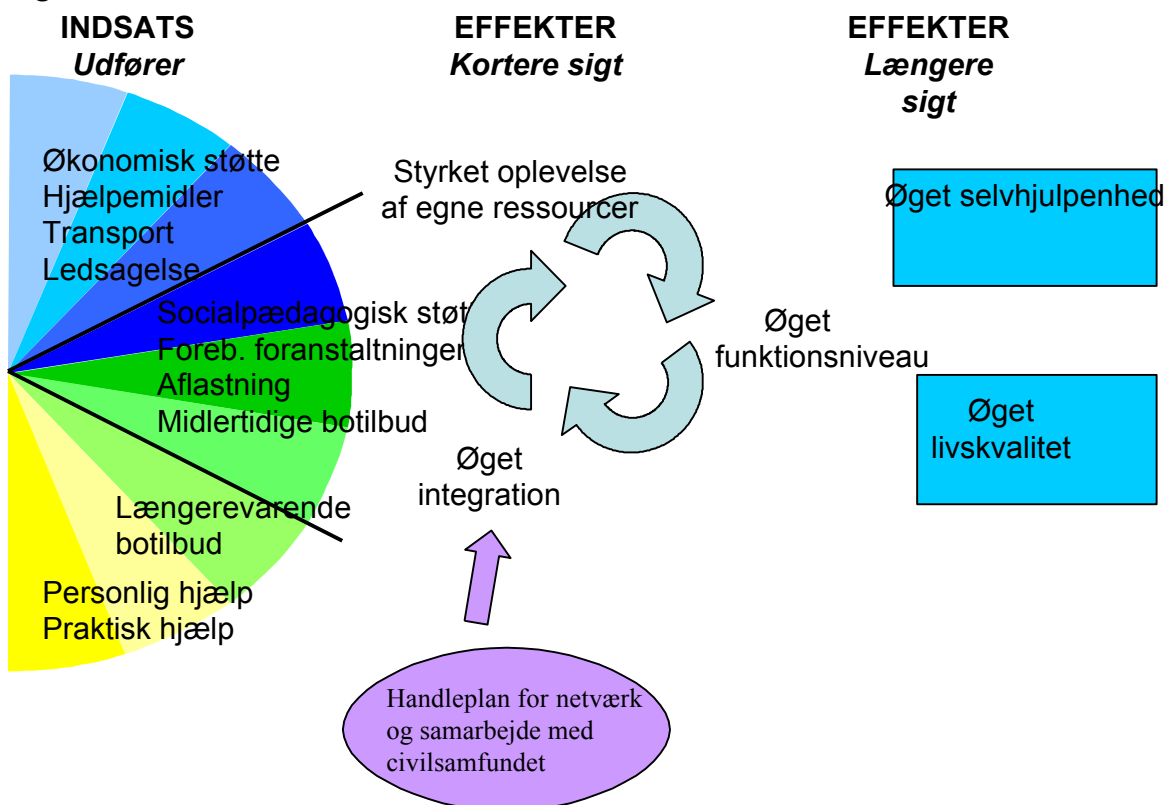 INDSATS
Udfører
Økonomisk støtte
Hjælpemidler
Transport
Ledsagelse
Socialpædagogisk støt
Foreb. foranstaltninger
Aflastning
Midlertidige botilbud
Længerevarende
botilbud
Personlig hjælp
Praktisk hjælp
EFFEKTER
Kortere sigt
Styrket oplevelse
af egne ressourcer
Øget
funktionsniveau
Øget
integration
Handleplan for netværk
og samarbejde med
civilsamfundet
EFFEKTER
Længere
sigt
Øget selvhjulpenhed
Øget
livskvalitet